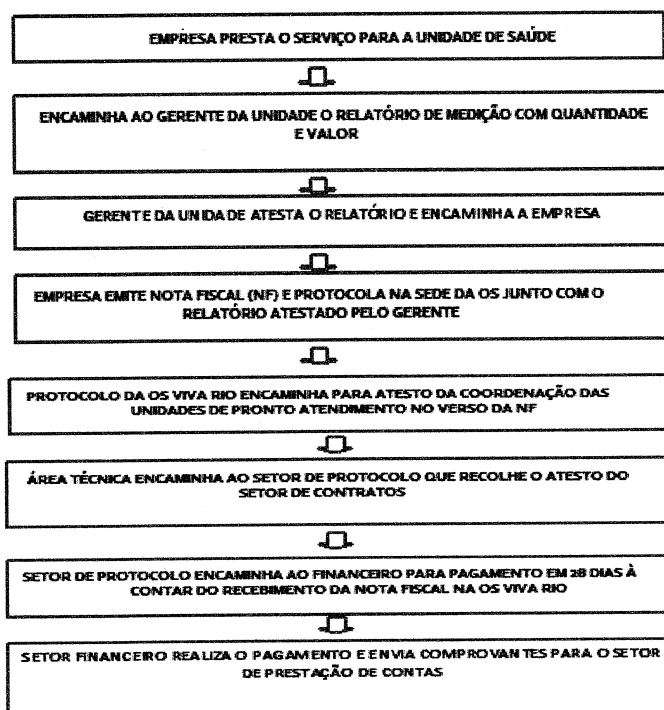 EMPRESA PRESTA O SERVIÇO PARA A UNIDADE DE SAÚDE
ENCAMINHA AO GERENTE DA UNIDADE O RELATÓRIO DE MEDIÇÃO COM QUANTIDADE
E VALOR
GERENTE DA UNIDADE ATESTA O RELATÓRIO E ENCAMINHA A EMPRESA
EMPRESA EMITE NOTA FISCAL (NF) E PROTOCOLA NA SEDE DA OS JUNTO COM O
RELATÓRIO ATESTADO PELO GERENTE
PROTOCOLO DA OS VIVA RIO ENCAMINHA PARA ATESTO DA COORDENAÇÃO DAS
UNIDADES DE PRONTO ATENDIMENTO NO VERSO DA NF
ÁREA TÉCNICA ENCAMINHA AO SETOR DE PROTOCOLO QUE RECOLHE O ATESTO DO
SETOR DE CONTRATOS
SETOR DE PROTOCOLO ENCAMINHA AO FINANCEIRO PARA PAGAMENTO EM 28 DIAS À
CONTAR DO RECEBIMENTO DA NOTA FISCAL NA OS VIVA RIO
SETOR FINANCEIRO REALIZA O PAGAMENTO E ENVIA COMPROVANTES PARA O SETOR
DE PRESTAÇÃO DE CONTAS